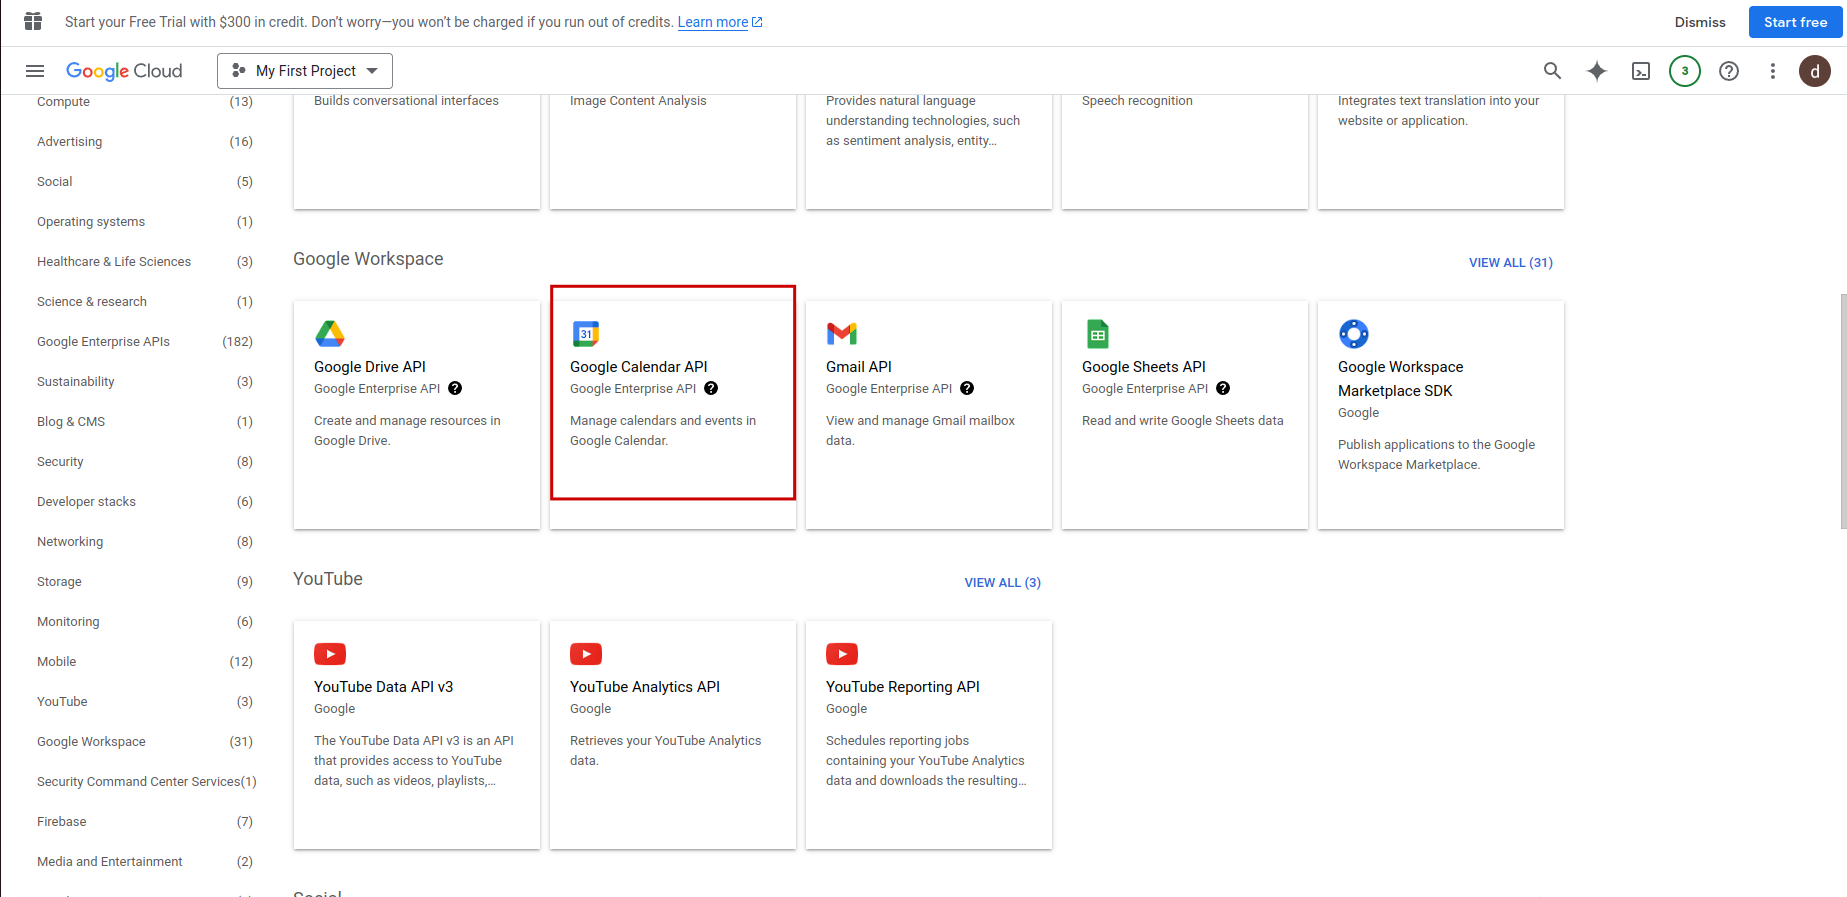 Start your Free Trial with $300 in credit. Don't worry—you won't be charged if you run out of credits. Learn more
Dismiss
Start free
Google Cloud
My First Project
3
d
Compute (13)
Advertising (16)
Social (5)
Operating systems (1)
Healthcare & Life Sciences (3)
Science & research (1)
Google Enterprise APIs (182)
Sustainability (3)
Blog & CMS (1)
Security (8)
Developer stacks (6)
Networking (8)
Storage (9)
Monitoring (6)
Mobile (12)
YouTube (3)
Google Workspace (31)
Security Command Center Services(1)
Firebase (7)
Media and Entertainment (2)
Builds conversational interfaces
Image Content Analysis
Provides natural language
understanding technologies, such
as sentiment analysis, entity…
Speech recognition
Integrates text translation into your
website or application.
Google Workspace
VIEW ALL (31)
Google Drive API
Google Enterprise API ?
Create and manage resources in
Google Drive.
31
Google Calendar API
Google Enterprise API ?
Manage calendars and events in
Google Calendar.
Gmail API
Google Enterprise API ?
View and manage Gmail mailbox
data.
Google Sheets API
Google Enterprise API ?
Read and write Google Sheets data
Google Workspace
Marketplace SDK
Google
Publish applications to the Google
Workspace Marketplace.
YouTube
VIEW ALL (3)
YouTube Data API v3
Google
The YouTube Data API v3 is an API
that provides access to YouTube
data, such as videos, playlists,…
YouTube Analytics API
Google
Retrieves your YouTube Analytics
data.
YouTube Reporting API
Google
Schedules reporting jobs
containing your YouTube Analytics
data and downloads the resulting…
Social